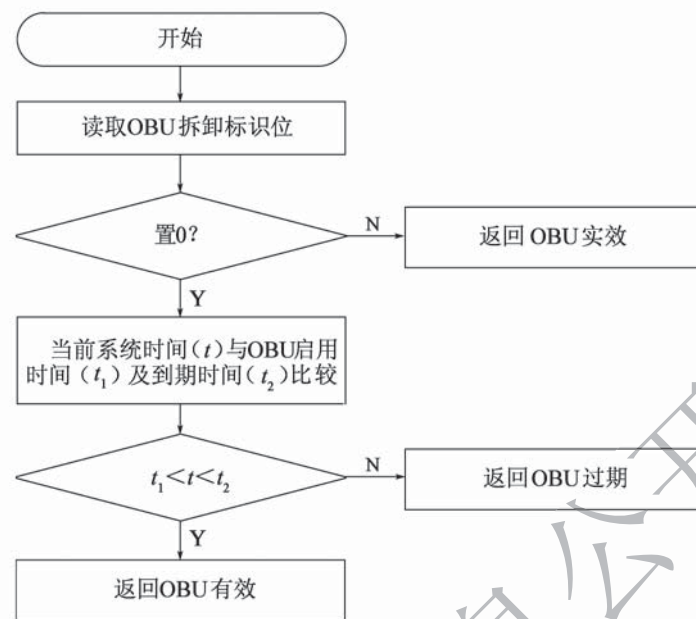 开始
读取OBU拆卸标识位
置0?
N
返回 OBU 实效
Y
当前系统时间(t)与OBU启用
时间(t₁)及到期时间(t₂)比较
t₁<t<t₂
N
返回OBU过期
Y
返回OBU有效
公开